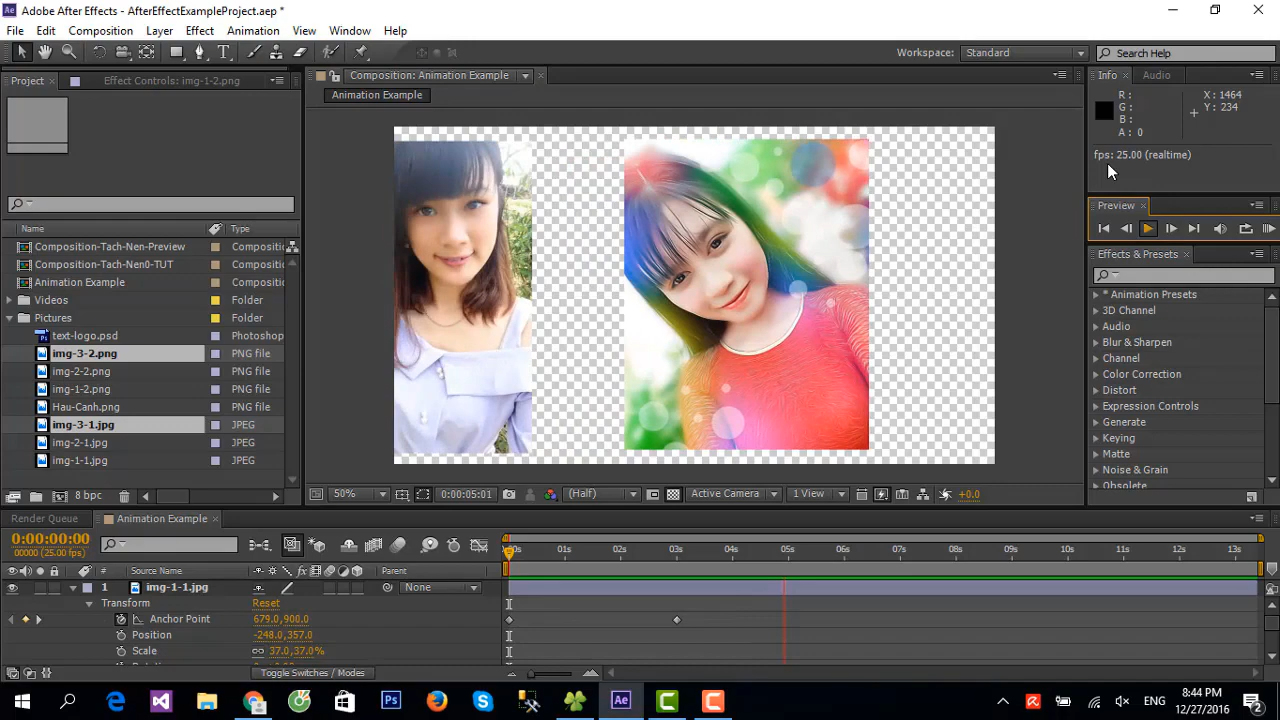 Adobe After Effects - AfterEffectExampleProject.aep *
File Edit Composition Layer Effect Animation View Window Help
Workspace: Standard Search Help
Project Effect Controls: img-1-2.png
Composition: Animation Example
Info Audio
Animation Example
R : X : 1464
G : Y : 234
B :
A : 0
fps: 25.00 (realtime)
Preview
Name Type
Composition-Tach-Nen-Preview Compositi
Composition-Tach-Nen0-TUT Compositi
Animation Example Compositi
Videos Folder
Pictures Folder
text-logo.psd Photoshop
img-3-2.png PNG file
img-2-2.png PNG file
img-1-2.png PNG file
Hau-Canh.png PNG file
img-3-1.jpg JPEG
img-2-1.jpg JPEG
img-1-1.jpg JPEG
8 bpc
Effects & Presets
* Animation Presets
3D Channel
Audio
Blur & Sharpen
Channel
Color Correction
Distort
Expression Controls
Generate
Keying
Matte
Noise & Grain
Obsolete
50% 0:00:05:01 (Half) Active Camera 1 View +0.0
Render Queue Animation Example
0:00:00:00
00000 (25.00 fps)
01s 02s 03s 04s 05s 06s 07s 08s 09s 10s 11s 12s 13s
# Source Name Parent
1 img-1-1.jpg None
Transform Reset
Anchor Point 679.0,900.0
Position -248.0,357.0
Scale 37.0,37.0%
Toggle Switches / Modes
Ps Ae C C
ENG 8:44 PM
12/27/2016 2